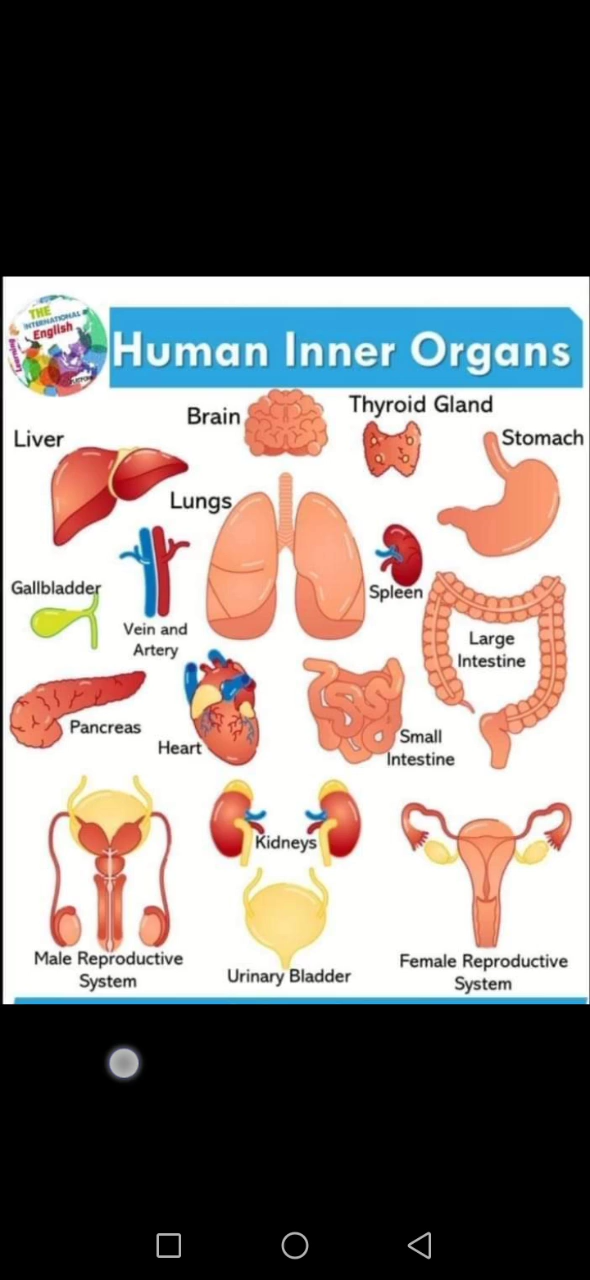 THE
INTERNATIONAL
English
Learning
Human Inner Organs
Brain
Thyroid Gland
Liver
Stomach
Lungs
Gallbladder
Spleen
Vein and
Artery
Large
Intestine
Pancreas
Heart
Small
Intestine
Kidneys
Male Reproductive
System
Urinary Bladder
Female Reproductive
System